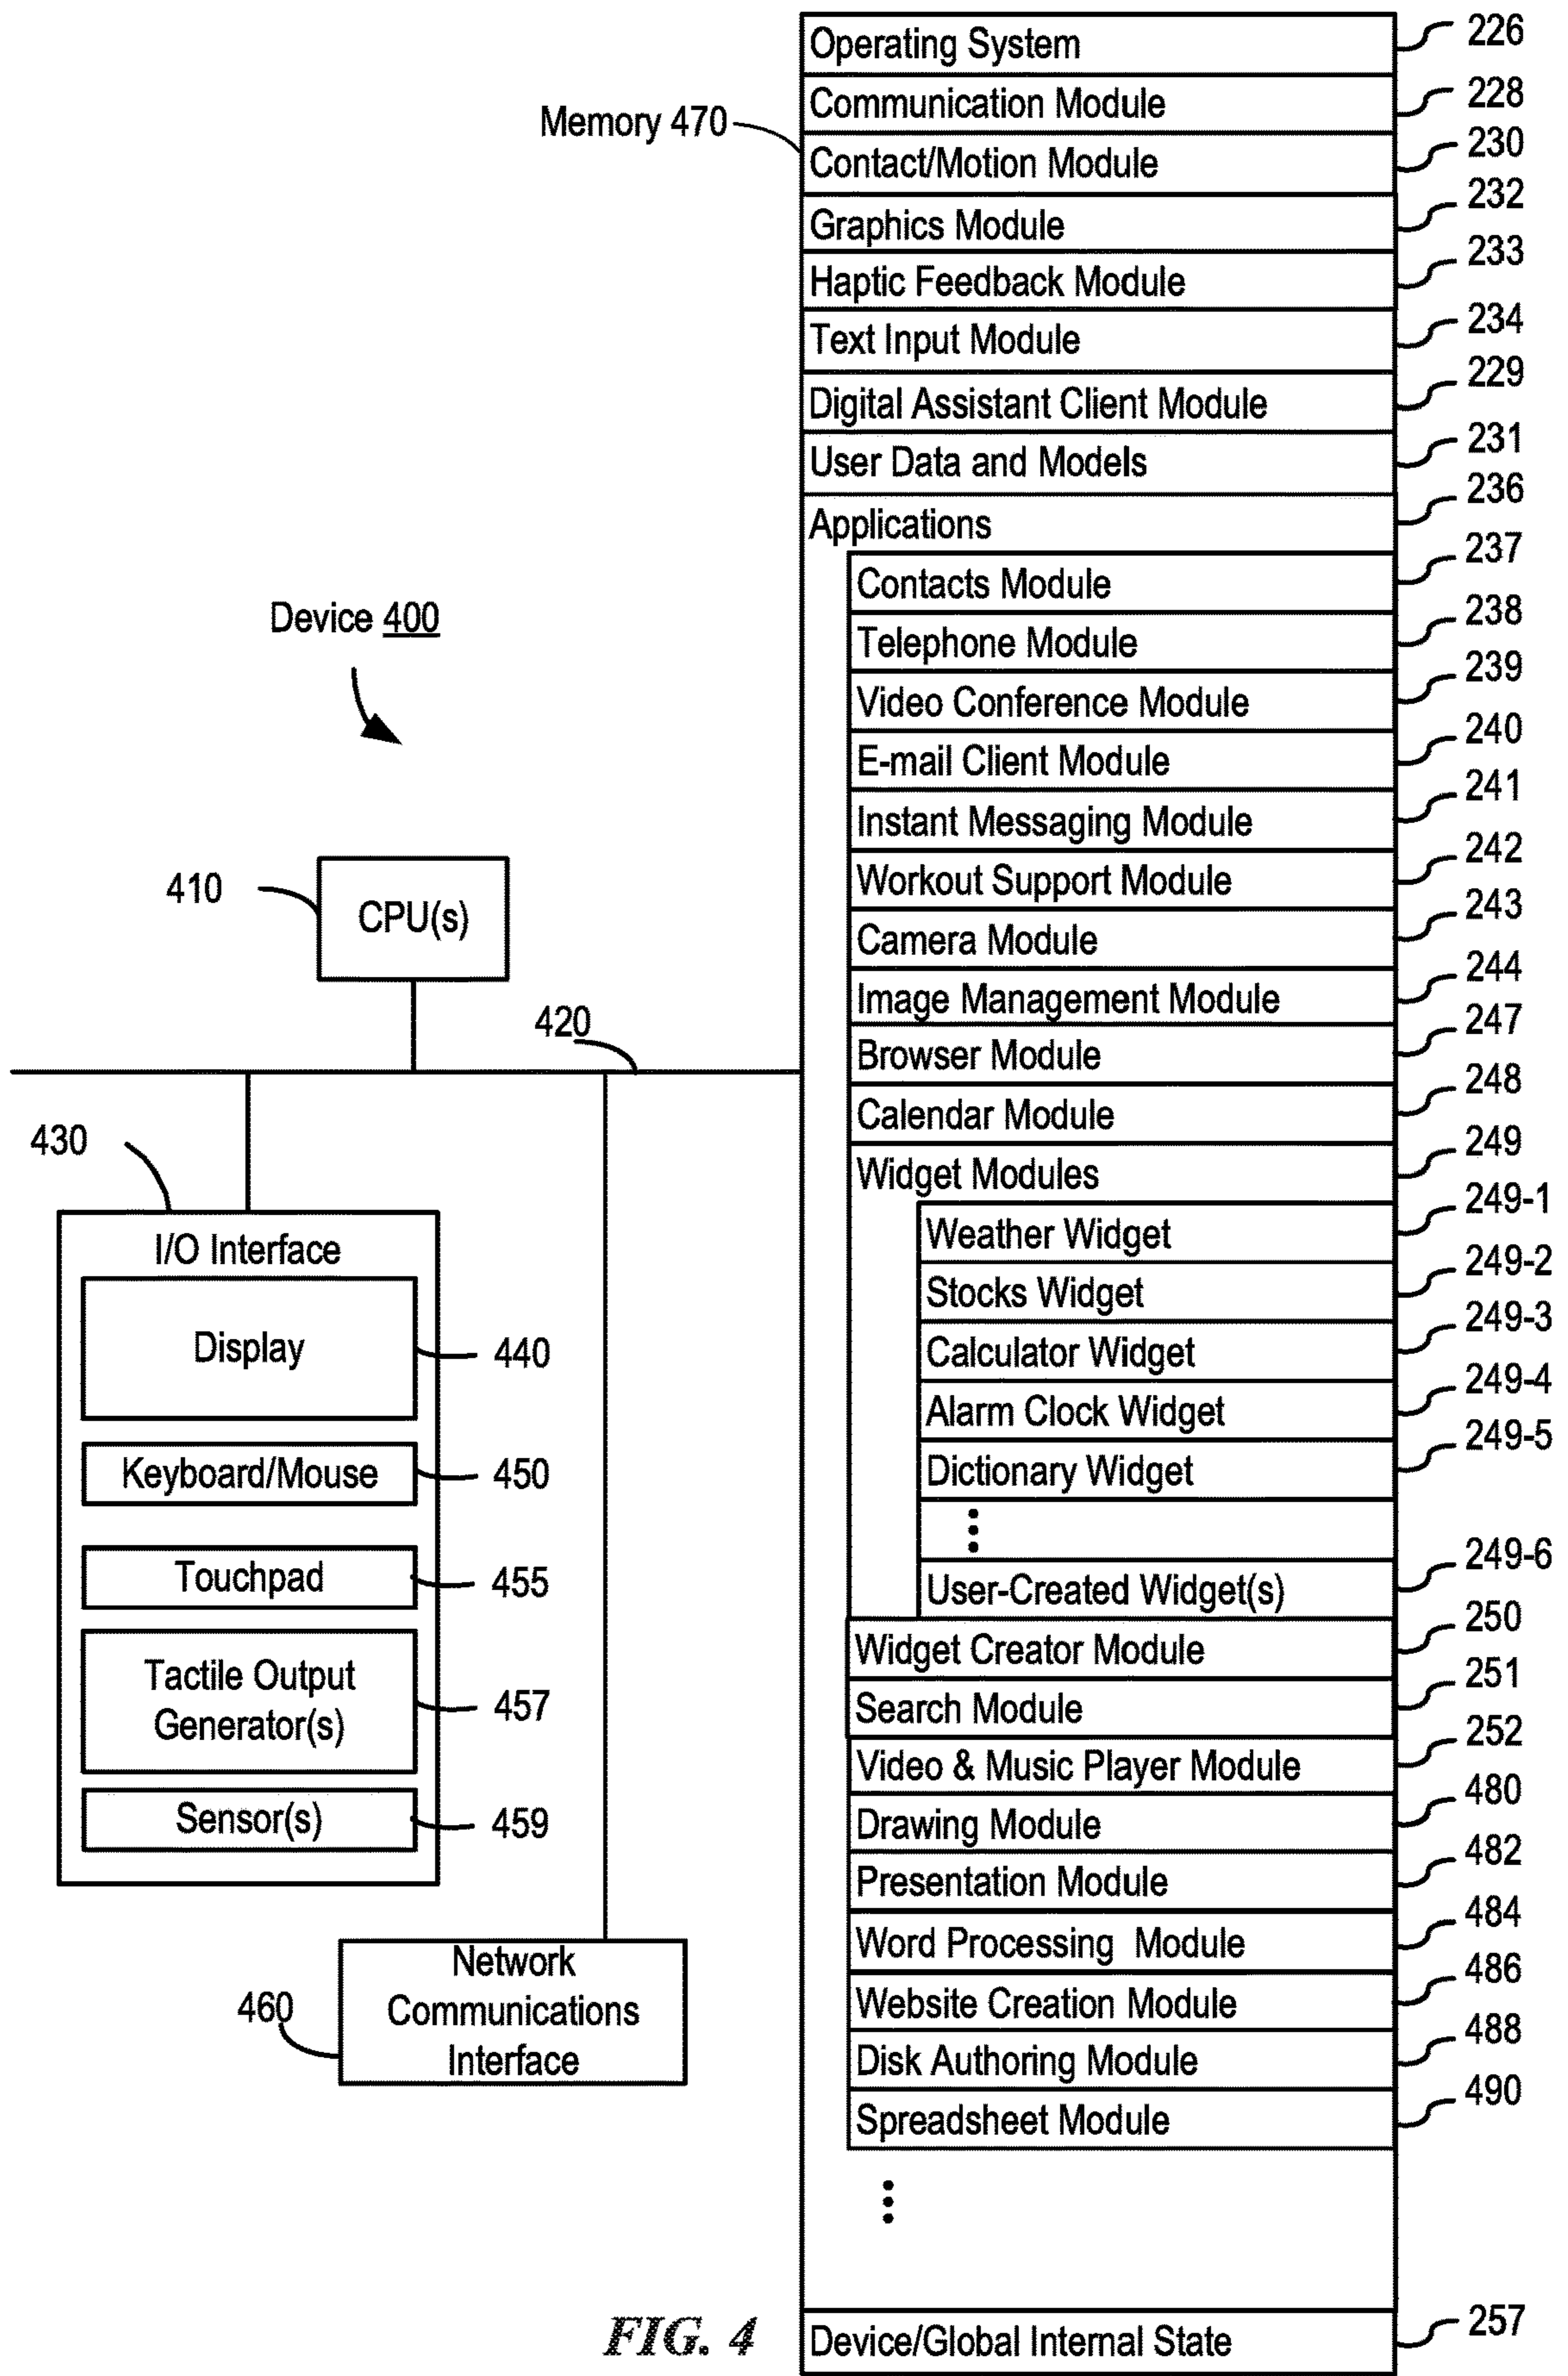 Memory 470
Operating System 226
Communication Module 228
Contact/Motion Module 230
Graphics Module 232
Haptic Feedback Module 233
Text Input Module 234
Digital Assistant Client Module 229
User Data and Models 231
Applications 236
Contacts Module 237
Telephone Module 238
Video Conference Module 239
E-mail Client Module 240
Instant Messaging Module 241
Workout Support Module 242
Camera Module 243
Image Management Module 244
Browser Module 247
Calendar Module 248
Widget Modules 249
Weather Widget 249-1
Stocks Widget 249-2
Calculator Widget 249-3
Alarm Clock Widget 249-4
Dictionary Widget 249-5
User-Created Widget(s) 249-6
Widget Creator Module 250
Search Module 251
Video & Music Player Module 252
Drawing Module 480
Presentation Module 482
Word Processing Module 484
Website Creation Module 486
Disk Authoring Module 488
Spreadsheet Module 490
Device/Global Internal State 257
Device 400
410
CPU(s)
420
430
I/O Interface
Display 440
Keyboard/Mouse 450
Touchpad 455
Tactile Output
Generator(s) 457
Sensor(s) 459
460
Network
Communications
Interface
FIG. 4